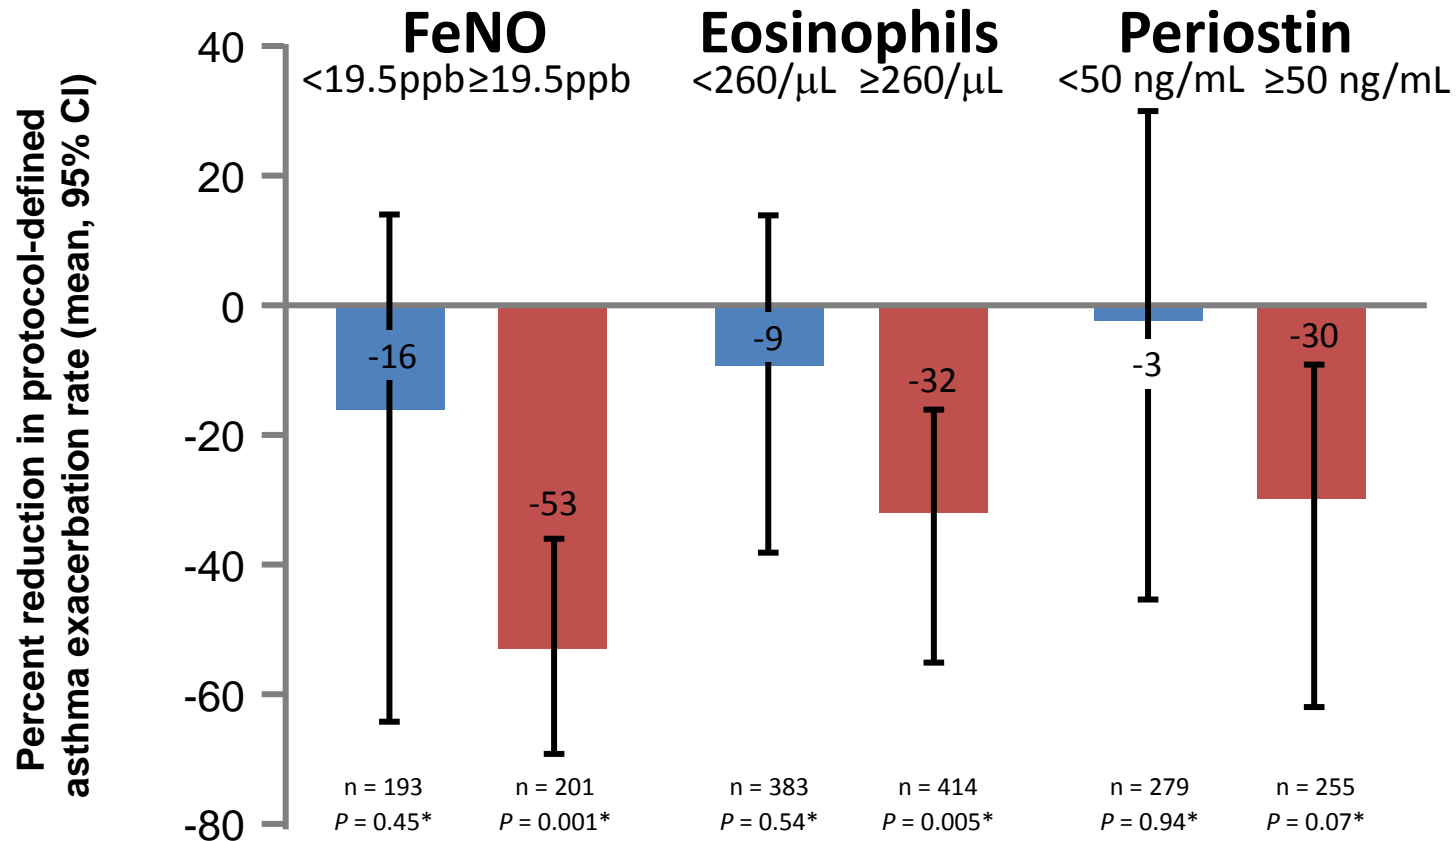 Percent reduction in protocol-defined
asthma exacerbation rate (mean, 95% CI)
40
20
0
-20
-40
-60
-80
FeNO
<19.5ppb ≥19.5ppb
Eosinophils
<260/μL ≥260/μL
Periostin
<50 ng/mL ≥50 ng/mL
-16
-53
-9
-32
-3
-30
n = 193
P = 0.45*
n = 201
P = 0.001*
n = 383
P = 0.54*
n = 414
P = 0.005*
n = 279
P = 0.94*
n = 255
P = 0.07*